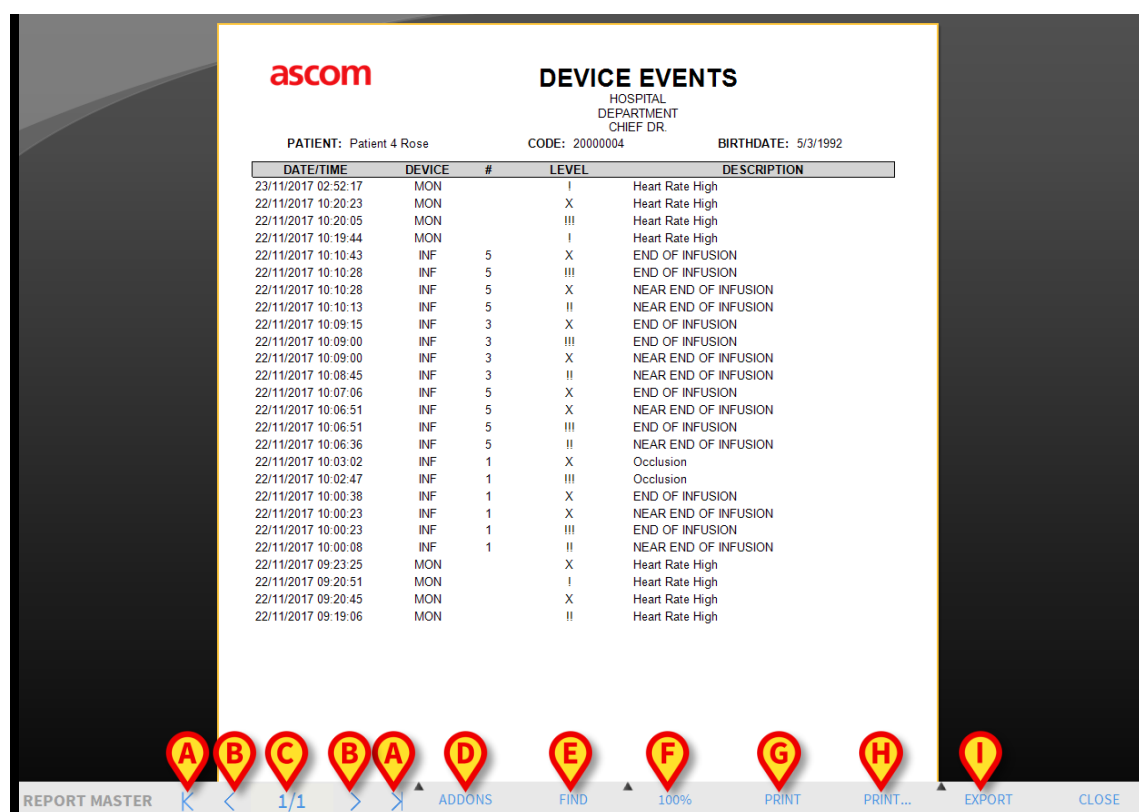 ascom
DEVICE EVENTS
HOSPITAL
DEPARTMENT
CHIEF DR.
PATIENT: Patient 4 Rose CODE: 20000004 BIRTHDATE: 5/3/1992
DATE/TIME DEVICE # LEVEL DESCRIPTION
23/11/2017 02:52:17 MON ! Heart Rate High
22/11/2017 10:20:23 MON X Heart Rate High
22/11/2017 10:20:05 MON !!! Heart Rate High
22/11/2017 10:19:44 MON ! Heart Rate High
22/11/2017 10:10:43 INF 5 X END OF INFUSION
22/11/2017 10:10:28 INF 5 !!! END OF INFUSION
22/11/2017 10:10:28 INF 5 X NEAR END OF INFUSION
22/11/2017 10:10:13 INF 5 !! NEAR END OF INFUSION
22/11/2017 10:09:15 INF 3 X END OF INFUSION
22/11/2017 10:09:00 INF 3 !!! END OF INFUSION
22/11/2017 10:09:00 INF 3 X NEAR END OF INFUSION
22/11/2017 10:08:45 INF 3 !! NEAR END OF INFUSION
22/11/2017 10:07:06 INF 5 X END OF INFUSION
22/11/2017 10:06:51 INF 5 X NEAR END OF INFUSION
22/11/2017 10:06:51 INF 5 !!! END OF INFUSION
22/11/2017 10:06:36 INF 5 !! NEAR END OF INFUSION
22/11/2017 10:03:02 INF 1 X Occlusion
22/11/2017 10:02:47 INF 1 !!! Occlusion
22/11/2017 10:00:38 INF 1 X END OF INFUSION
22/11/2017 10:00:23 INF 1 X NEAR END OF INFUSION
22/11/2017 10:00:23 INF 1 !!! END OF INFUSION
22/11/2017 10:00:08 INF 1 !! NEAR END OF INFUSION
22/11/2017 09:23:25 MON X Heart Rate High
22/11/2017 09:20:51 MON ! Heart Rate High
22/11/2017 09:20:45 MON X Heart Rate High
22/11/2017 09:19:06 MON !! Heart Rate High
A B C B A D E F G H I
REPORT MASTER 1/1 ADDONS FIND 100% PRINT PRINT... EXPORT CLOSE